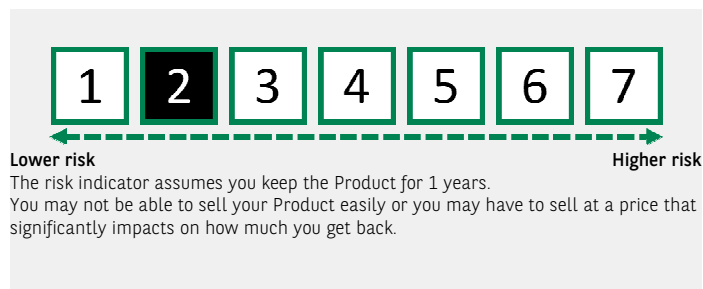 1 2 3 4 5 6 7
Lower risk Higher risk
The risk indicator assumes you keep the Product for 1 years.
You may not be able to sell your Product easily or you may have to sell at a price that
significantly impacts on how much you get back.